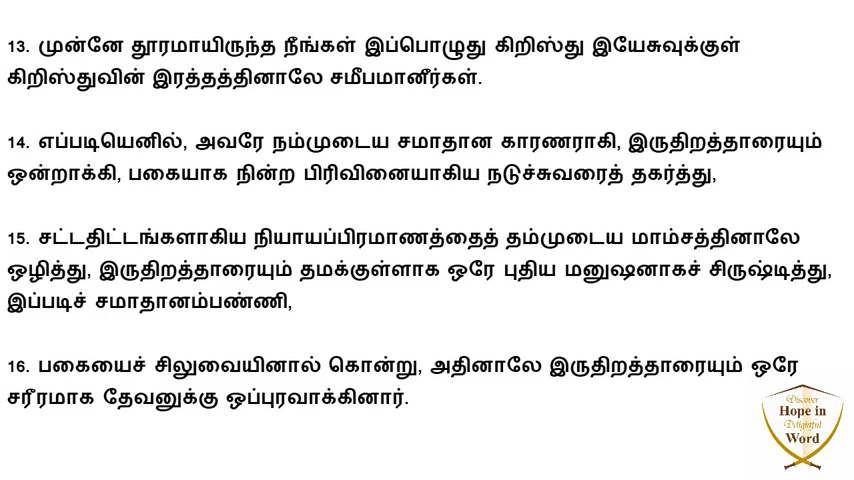 13. முன்னே தூரமாயிருந்த நீங்கள் இப்பொழுது கிறிஸ்து இயேசுவுக்குள்
கிறிஸ்துவின் இரத்தத்தினாலே சமீபமானீர்கள்.
14. எப்படியெனில், அவரே நம்முடைய சமாதான காரணராகி, இருதிறத்தாரையும்
ஒன்றாக்கி, பகையாக நின்ற பிரிவினையாகிய நடுச்சுவரைத் தகர்த்து,
15. சட்டதிட்டங்களாகிய நியாயப்பிரமாணத்தைத் தம்முடைய மாம்சத்தினாலே
ஒழித்து, இருதிறத்தாரையும் தமக்குள்ளாக ஒரே புதிய மனுஷனாகச் சிருஷ்டித்து,
இப்படிச் சமாதானம்பண்ணி,
16. பகையைச் சிலுவையினால் கொன்று, அதினாலே இருதிறத்தாரையும் ஒரே
சரீரமாக தேவனுக்கு ஒப்புரவாக்கினார்.
Discover
Hope in
Delightful
Word